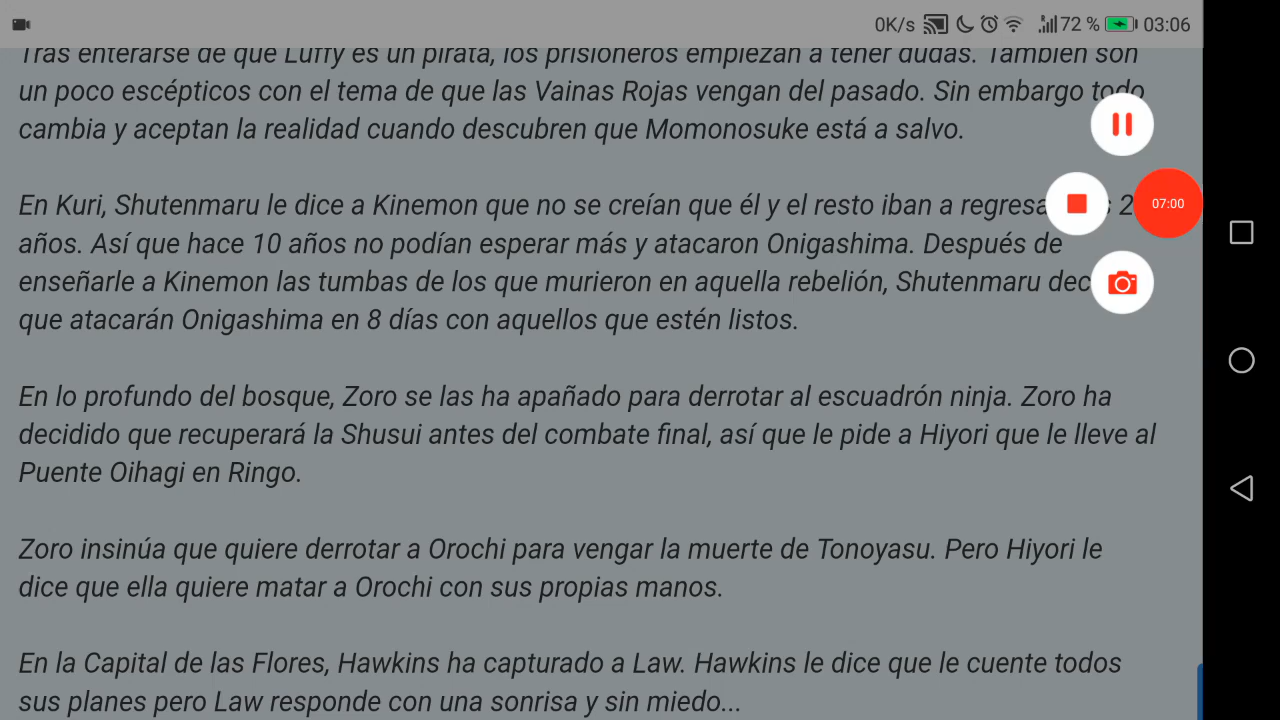 0K/s 72 % 03:06
Tras enterarse de que Luffy es un pirata, los prisioneros empiezan a tener dudas. También son
un poco escépticos con el tema de que las Vainas Rojas vengan del pasado. Sin embargo todo
cambia y aceptan la realidad cuando descubren que Momonosuke está a salvo.
En Kuri, Shutenmaru le dice a Kinemon que no se creían que él y el resto iban a
años. Así que hace 10 años no podían esperar más y atacaron Onigashima. Después de
enseñarle a Kinemon las tumbas de los que murieron en aquella rebelión, Shutenmaru
que atacarán Onigashima en 8 días con aquellos que estén listos.
En lo profundo del bosque, Zoro se las ha apañado para derrotar al escuadrón ninja. Zoro ha
decidido que recuperará la Shusui antes del combate final, así que le pide a Hiyori que le lleve al
Puente Oihagi en Ringo.
Zoro insinúa que quiere derrotar a Orochi para vengar la muerte de Tonoyasu. Pero Hiyori le
dice que ella quiere matar a Orochi con sus propias manos.
En la Capital de las Flores, Hawkins ha capturado a Law. Hawkins le dice que le cuente todos
sus planes pero Law responde con una sonrisa y sin miedo...
07:00